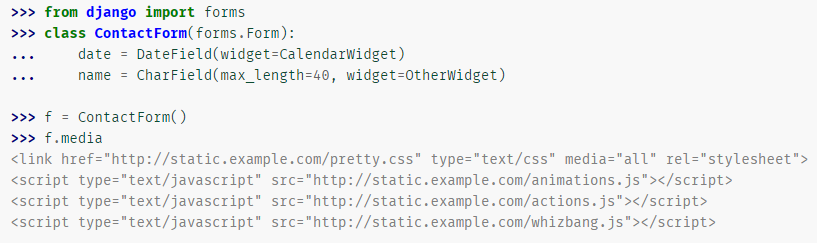 >>> from django import forms
>>> class ContactForm(forms.Form):
...     date = DateField(widget=CalendarWidget)
...     name = CharField(max_length=40, widget=OtherWidget)

>>> f = ContactForm()
>>> f.media
<link href="http://static.example.com/pretty.css" type="text/css" media="all" rel="stylesheet">
<script type="text/javascript" src="http://static.example.com/animations.js"></script>
<script type="text/javascript" src="http://static.example.com/actions.js"></script>
<script type="text/javascript" src="http://static.example.com/whizbang.js"></script>